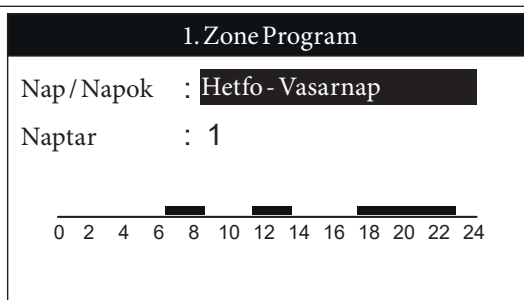 1. Zone Program
Nap / Napok : Hetfo - Vasarnap
Naptar : 1
0 2 4 6 8 10 12 14 16 18 20 22 24